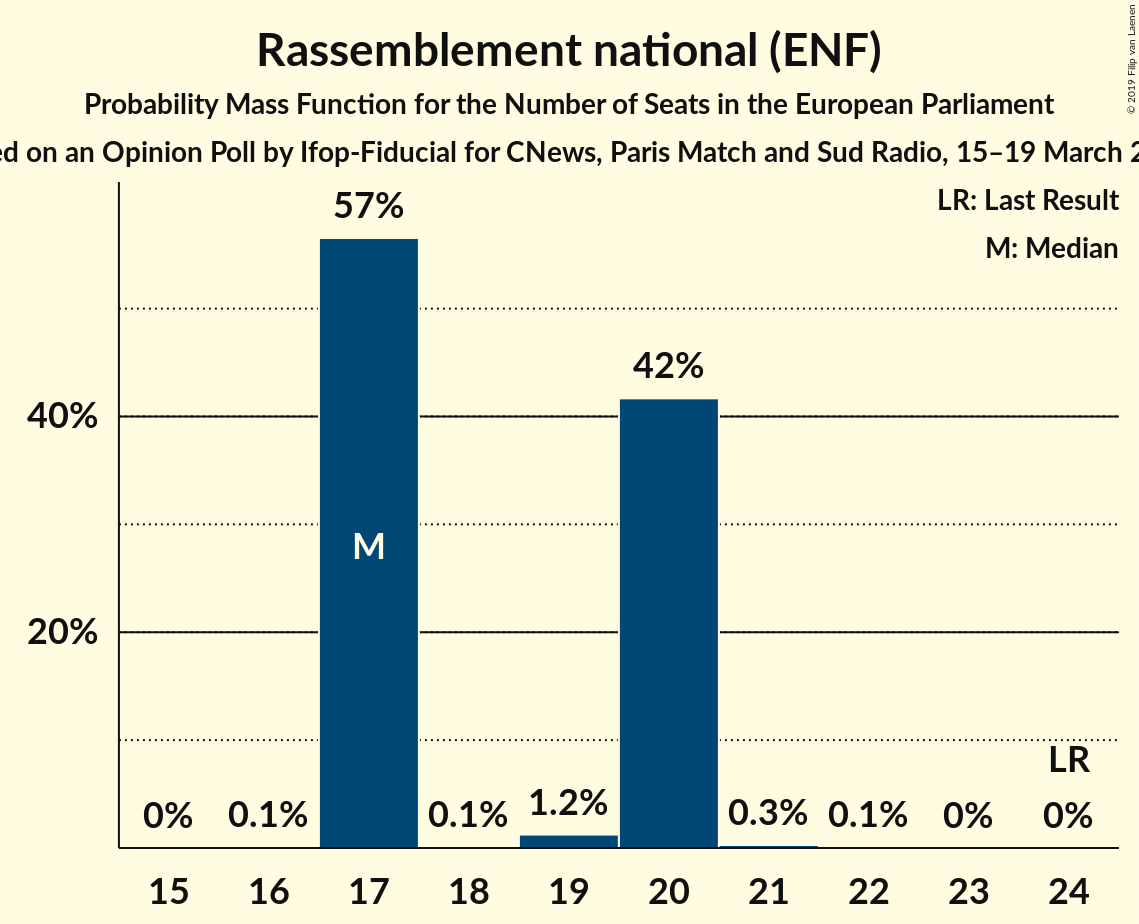 Rassemblement national (ENF)
Probability Mass Function for the Number of Seats in the European Parliament
on an Opinion Poll by Ifop-Fiducial for CNews, Paris Match and Sud Radio, 15–19 March
© 2019 Filip van Laenen
LR: Last Result
M: Median
57%
42%
40%
M
20%
LR
0% 0.1% 0.1% 1.2% 0.3% 0.1% 0% 0%
15 16 17 18 19 20 21 22 23 24